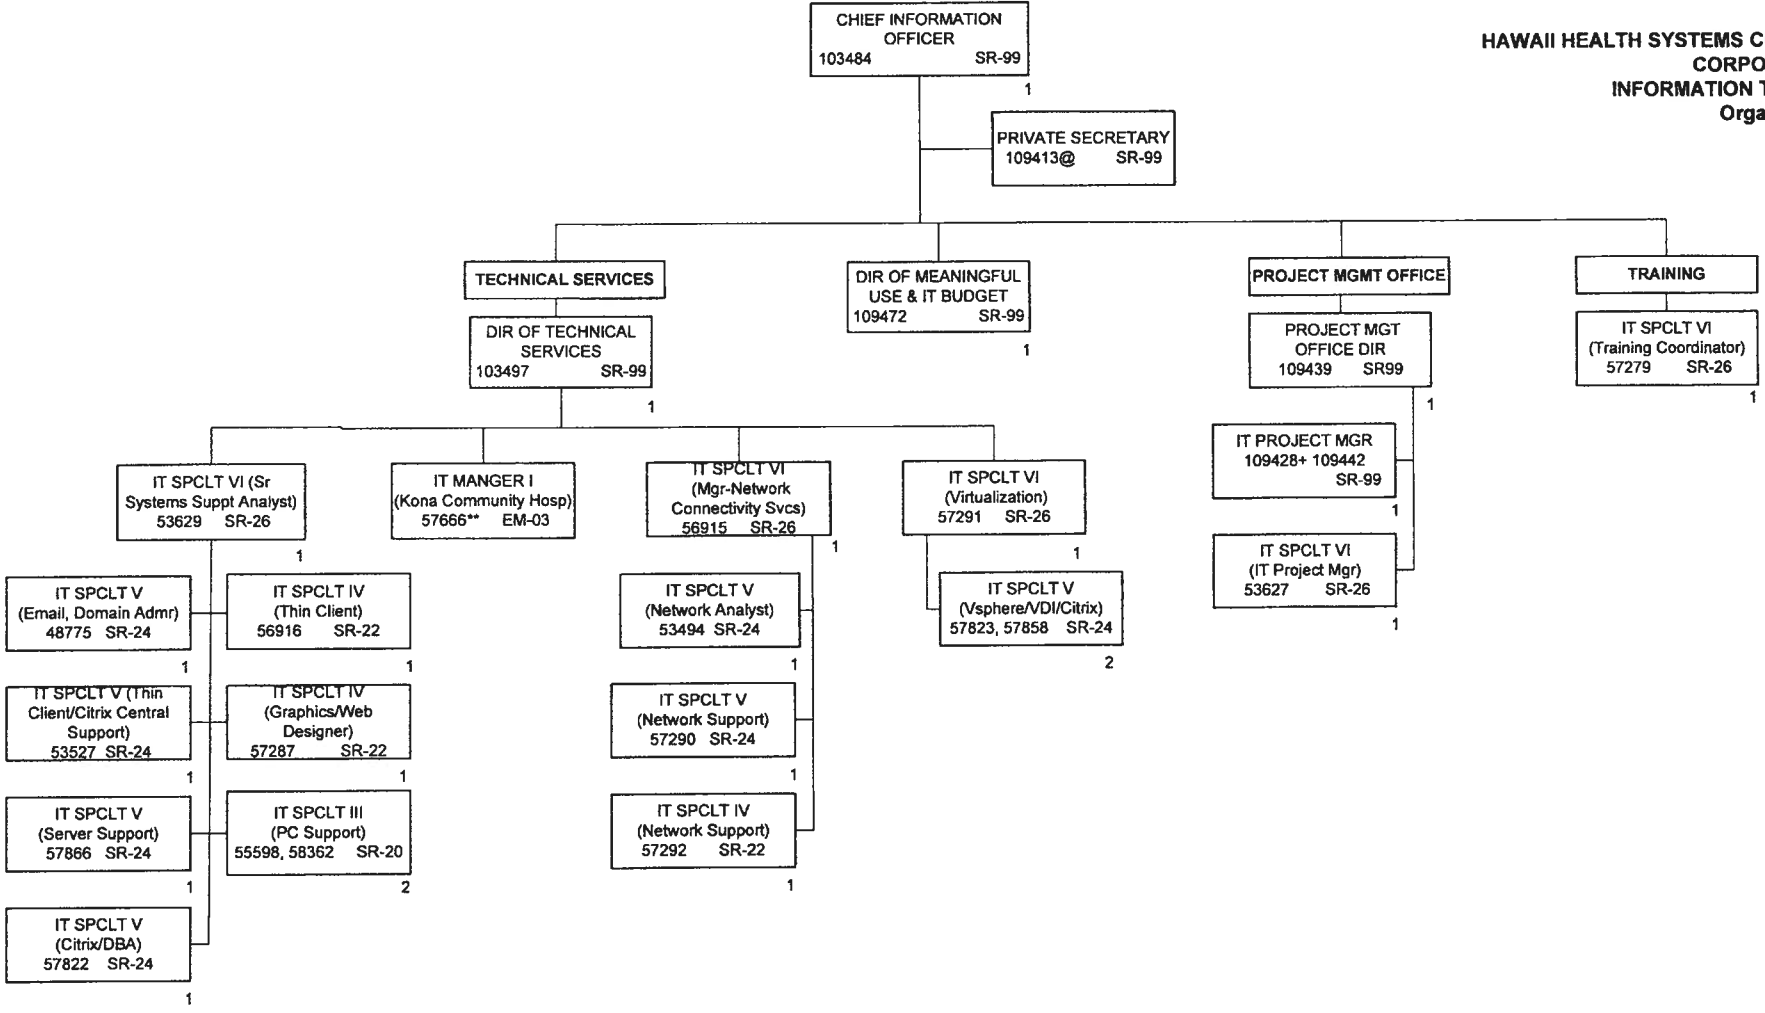 CHIEF INFORMATION
OFFICER
103484 SR-99
1
HAWAII HEALTH SYSTEMS C
CORPO
INFORMATION T
Orga
PRIVATE SECRETARY
109413@ SR-99
TECHNICAL SERVICES
DIR OF TECHNICAL
SERVICES
103497 SR-99
1
DIR OF MEANINGFUL
USE & IT BUDGET
109472 SR-99
1
PROJECT MGMT OFFICE
PROJECT MGT
OFFICE DIR
109439 SR99
1
TRAINING
IT SPCLT VI
(Training Coordinator)
57279 SR-26
1
IT PROJECT MGR
109428+ 109442
SR-99
1
IT SPCLT VI
(IT Project Mgr)
53627 SR-26
1
IT SPCLT VI (Sr
Systems Suppt Analyst)
53629 SR-26
1
IT MANGER I
(Kona Community Hosp)
57666** EM-03
IT SPCLT VI
(Mgr-Network
Connectivity Svcs)
56915 SR-26
1
IT SPCLT VI
(Virtualization)
57291 SR-26
1
IT SPCLT V
(Email, Domain Admr)
48775 SR-24
1
IT SPCLT IV
(Thin Client)
56916 SR-22
1
IT SPCLT V (Thin
Client/Citrix Central
Support)
53527 SR-24
1
IT SPCLT IV
(Graphics/Web
Designer)
57287 SR-22
1
IT SPCLT V
(Server Support)
57866 SR-24
1
IT SPCLT III
(PC Support)
55598, 58362 SR-20
2
IT SPCLT V
(Citrix/DBA)
57822 SR-24
1
IT SPCLT V
(Network Analyst)
53494 SR-24
1
IT SPCLT V
(Network Support)
57290 SR-24
1
IT SPCLT IV
(Network Support)
57292 SR-22
1
IT SPCLT V
(Vsphere/VDI/Citrix)
57823, 57858 SR-24
2